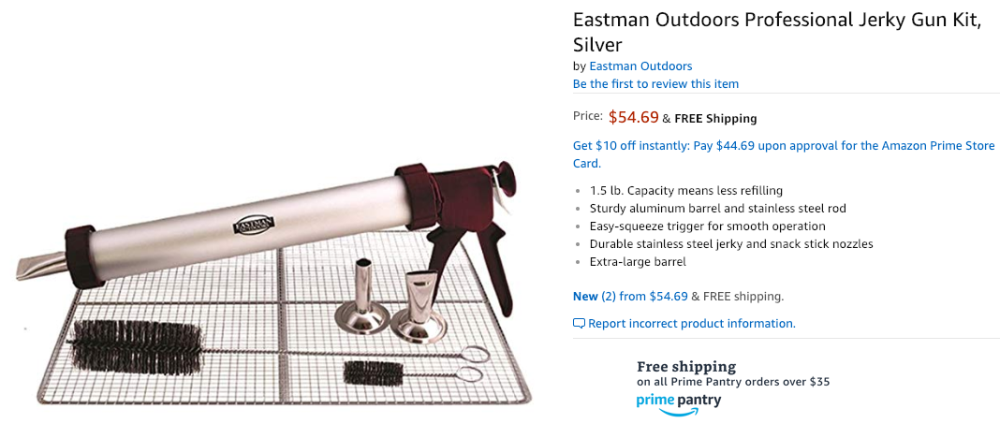 Eastman Outdoors Professional Jerky Gun Kit,
Silver
by Eastman Outdoors
Be the first to review this item
Price: $54.69 & FREE Shipping
Get $10 off instantly: Pay $44.69 upon approval for the Amazon Prime Store
Card.
1.5 lb. Capacity means less refilling
Sturdy aluminum barrel and stainless steel rod
Easy-squeeze trigger for smooth operation
Durable stainless steel jerky and snack stick nozzles
Extra-large barrel
New (2) from $54.69 & FREE shipping.
Report incorrect product information.
Free shipping
on all Prime Pantry orders over $35
prime pantry
EASTMAN